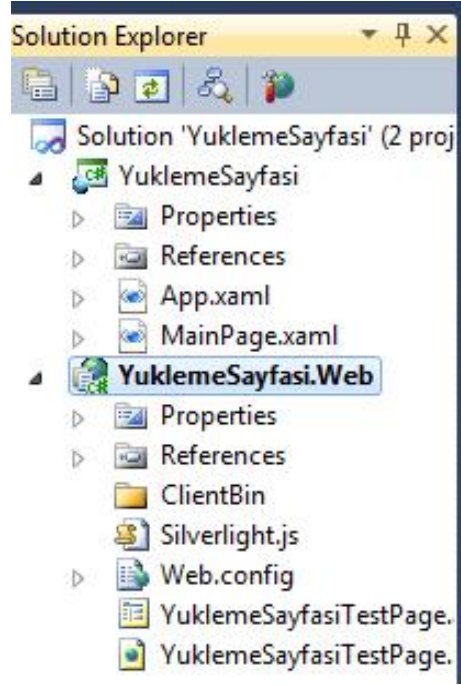 Solution Explorer
Solution 'YuklemeSayfasi' (2 proj
YuklemeSayfasi
Properties
References
App.xaml
MainPage.xaml
YuklemeSayfasi.Web
Properties
References
ClientBin
Silverlight.js
Web.config
YuklemeSayfasiTestPage.
YuklemeSayfasiTestPage.